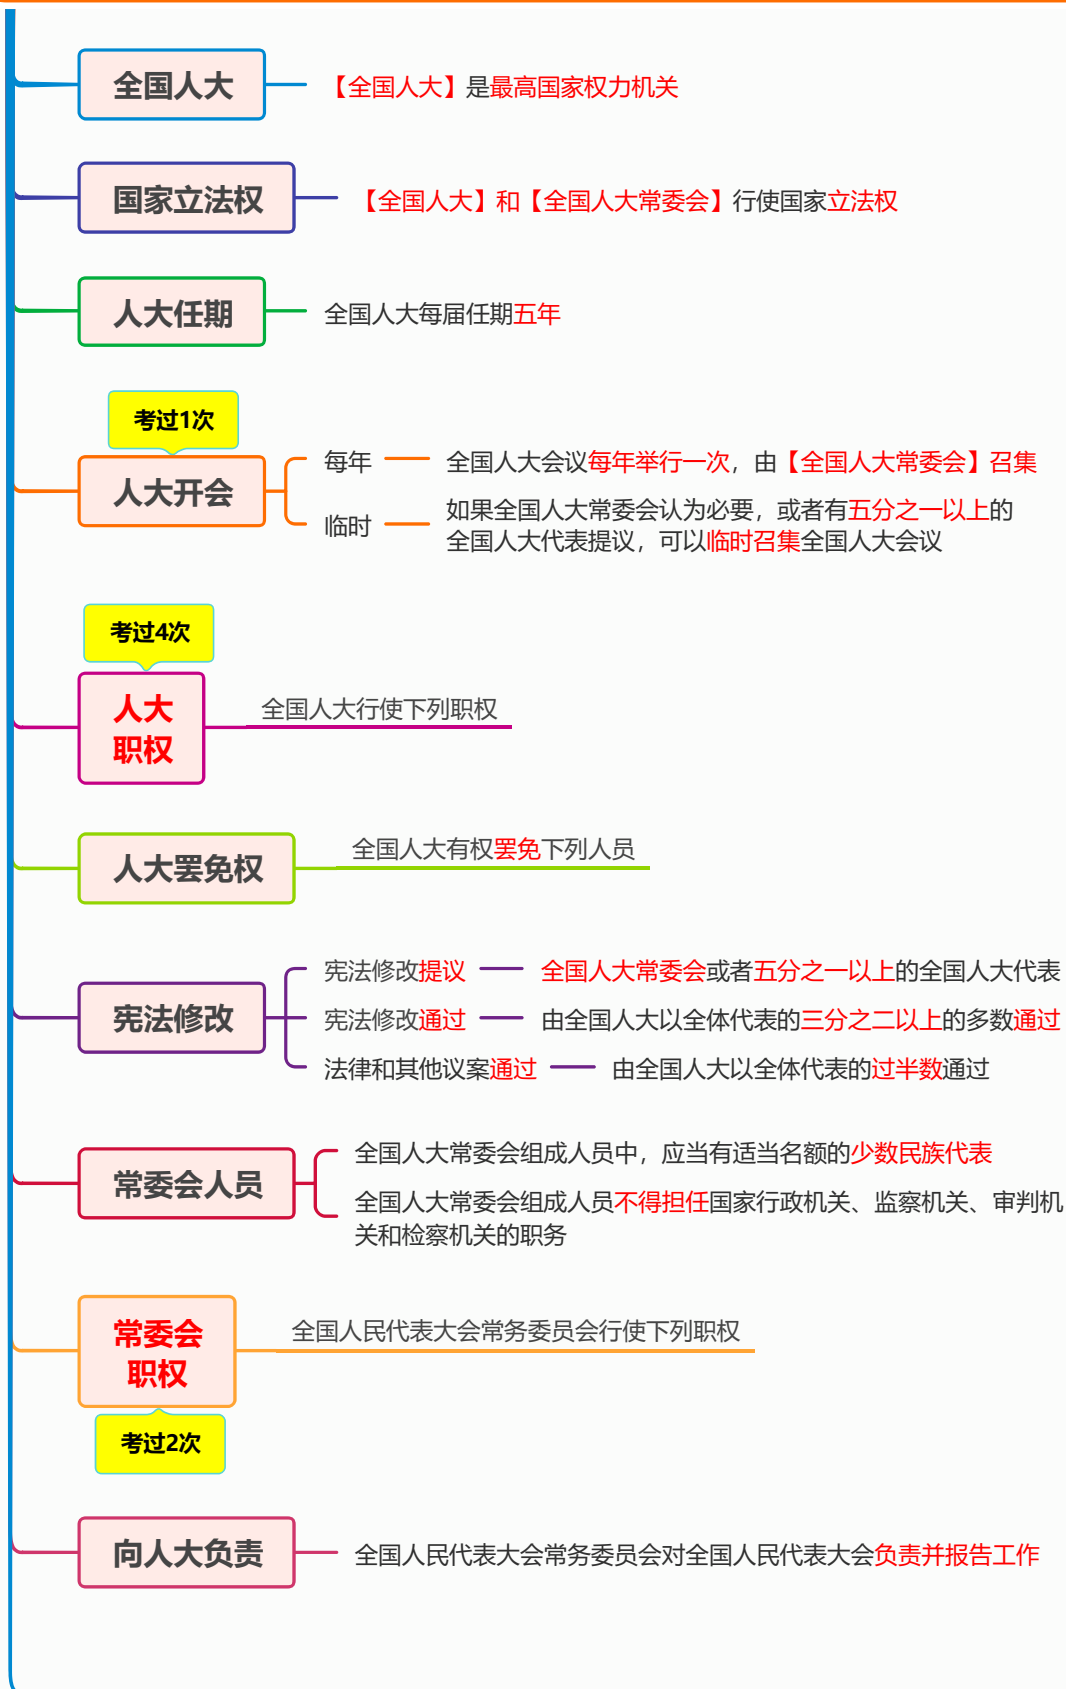 全国人大
【全国人大】是最高国家权力机关
国家立法权
【全国人大】和【全国人大常委会】行使国家立法权
人大任期
全国人大每届任期五年
考过1次
人大开会
每年
全国人大会议每年举行一次，由【全国人大常委会】召集
临时
如果全国人大常委会认为必要，或者有五分之一以上的
全国人大代表提议，可以临时召集全国人大会议
考过4次
人大
职权
全国人大行使下列职权
人大罢免权
全国人大有权罢免下列人员
宪法修改
宪法修改提议
全国人大常委会或者五分之一以上的全国人大代表
宪法修改通过
由全国人大以全体代表的三分之二以上的多数通过
法律和其他议案通过
由全国人大以全体代表的过半数通过
常委会人员
全国人大常委会组成人员中，应当有适当名额的少数民族代表
全国人大常委会组成人员不得担任国家行政机关、监察机关、审判机
关和检察机关的职务
常委会
职权
全国人民代表大会常务委员会行使下列职权
考过2次
向人大负责
全国人民代表大会常务委员会对全国人民代表大会负责并报告工作